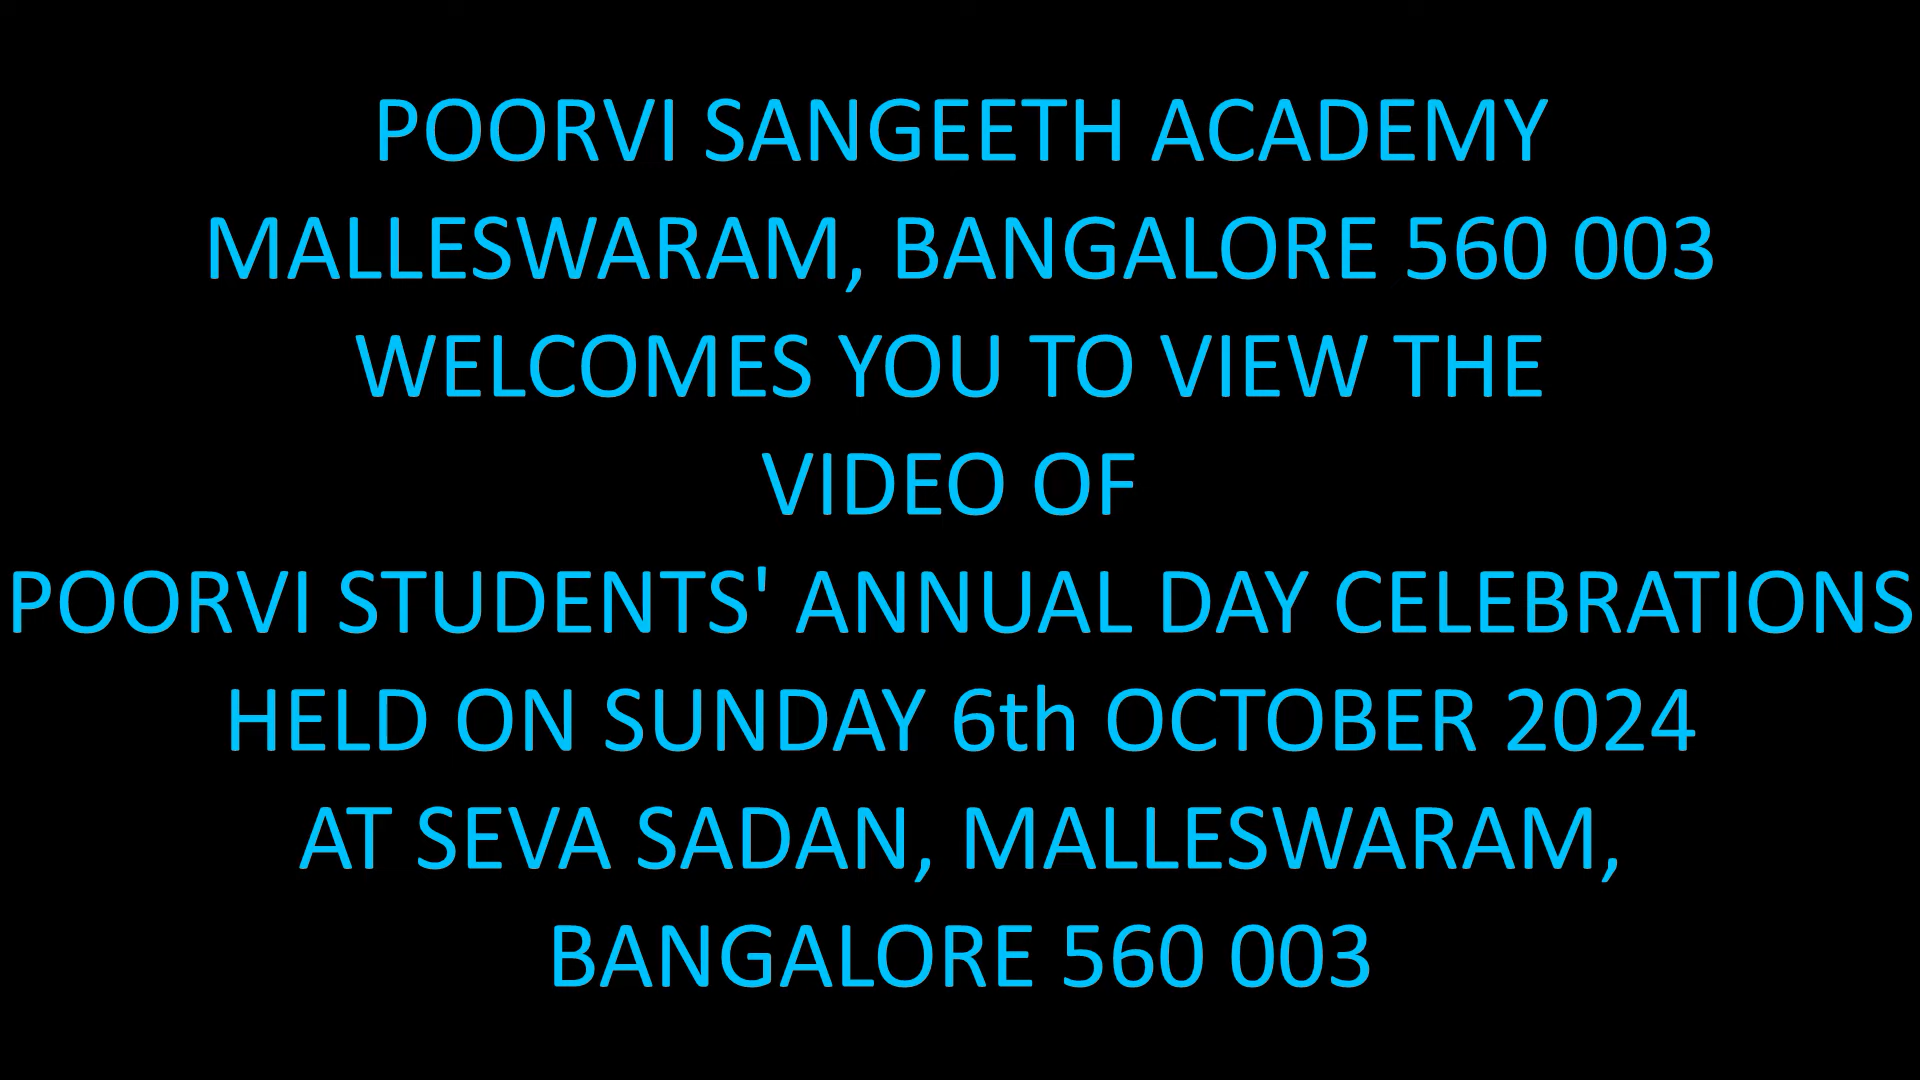 POORVI SANGEETH ACADEMY
MALLESWARAM, BANGALORE 560 003
WELCOMES YOU TO VIEW THE
VIDEO OF
POORVI STUDENTS' ANNUAL DAY CELEBRATIONS
HELD ON SUNDAY 6th OCTOBER 2024
AT SEVA SADAN, MALLESWARAM,
BANGALORE 560 003